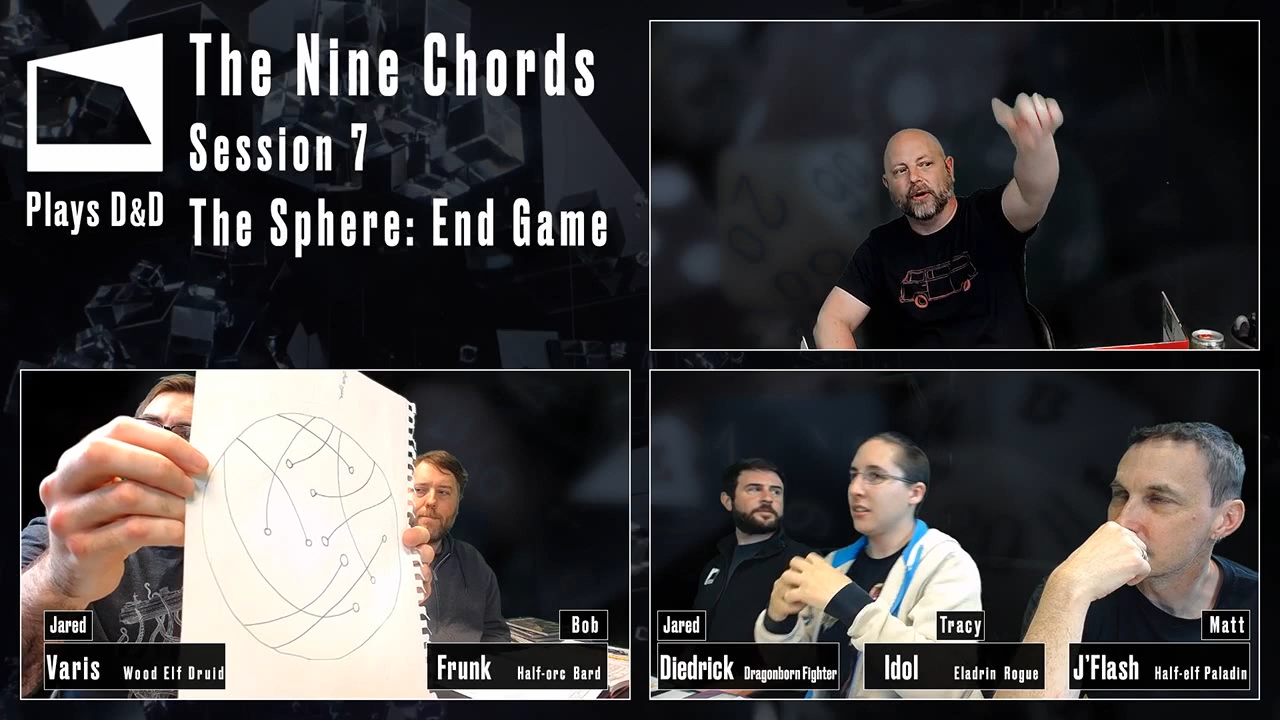 The Nine Chords
Session 7
Plays D&D
The Sphere: End Game
Jared
Varis Wood Elf Druid
Bob
Frunk Half-orc Bard
Jared
Diedrick Dragonborn Fighter
Tracy
Idol Eladrin Rogue
Matt
J'Flash Half-elf Paladin